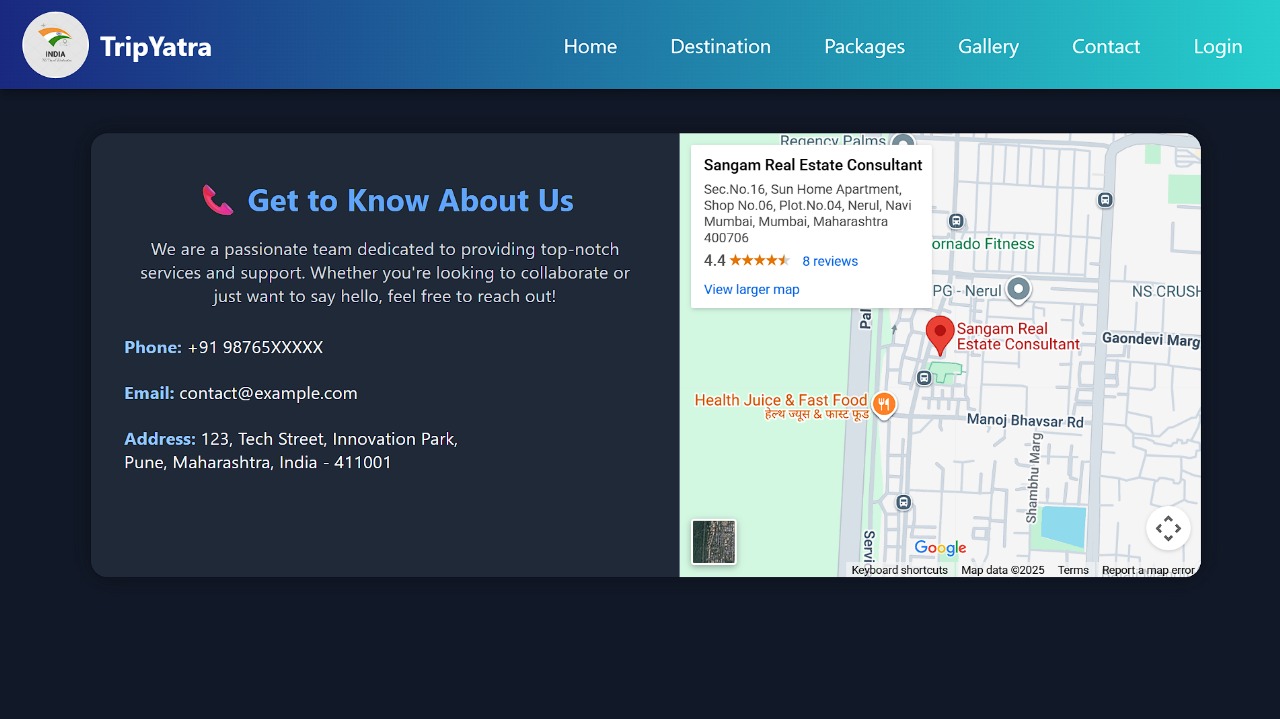 INDIA
TripYatra
Home
Destination
Packages
Gallery
Contact
Login
Get to Know About Us
We are a passionate team dedicated to providing top-notch
services and support. Whether you're looking to collaborate or
just want to say hello, feel free to reach out!
Phone: +91 98765XXXXX
Email: contact@example.com
Address: 123, Tech Street, Innovation Park,
Pune, Maharashtra, India - 411001
Regency Palms
Sangam Real Estate Consultant
Sec.No.16, Sun Home Apartment,
Shop No.06, Plot.No.04, Nerul, Navi
Mumbai, Mumbai, Maharashtra
400706
4.4
8 reviews
View larger map
ornado Fitness
PG - Nerul
NS CRUSH
Pal
Sangam Real
Estate Consultant
Gaondevi Marg
Health Juice & Fast Food
हेल्थ ज्यूस & फास्ट फूड
Manoj Bhavsar Rd
Shambhu Marg
Servi
Google
Keyboard shortcuts
Map data ©2025
Terms
Report a map error